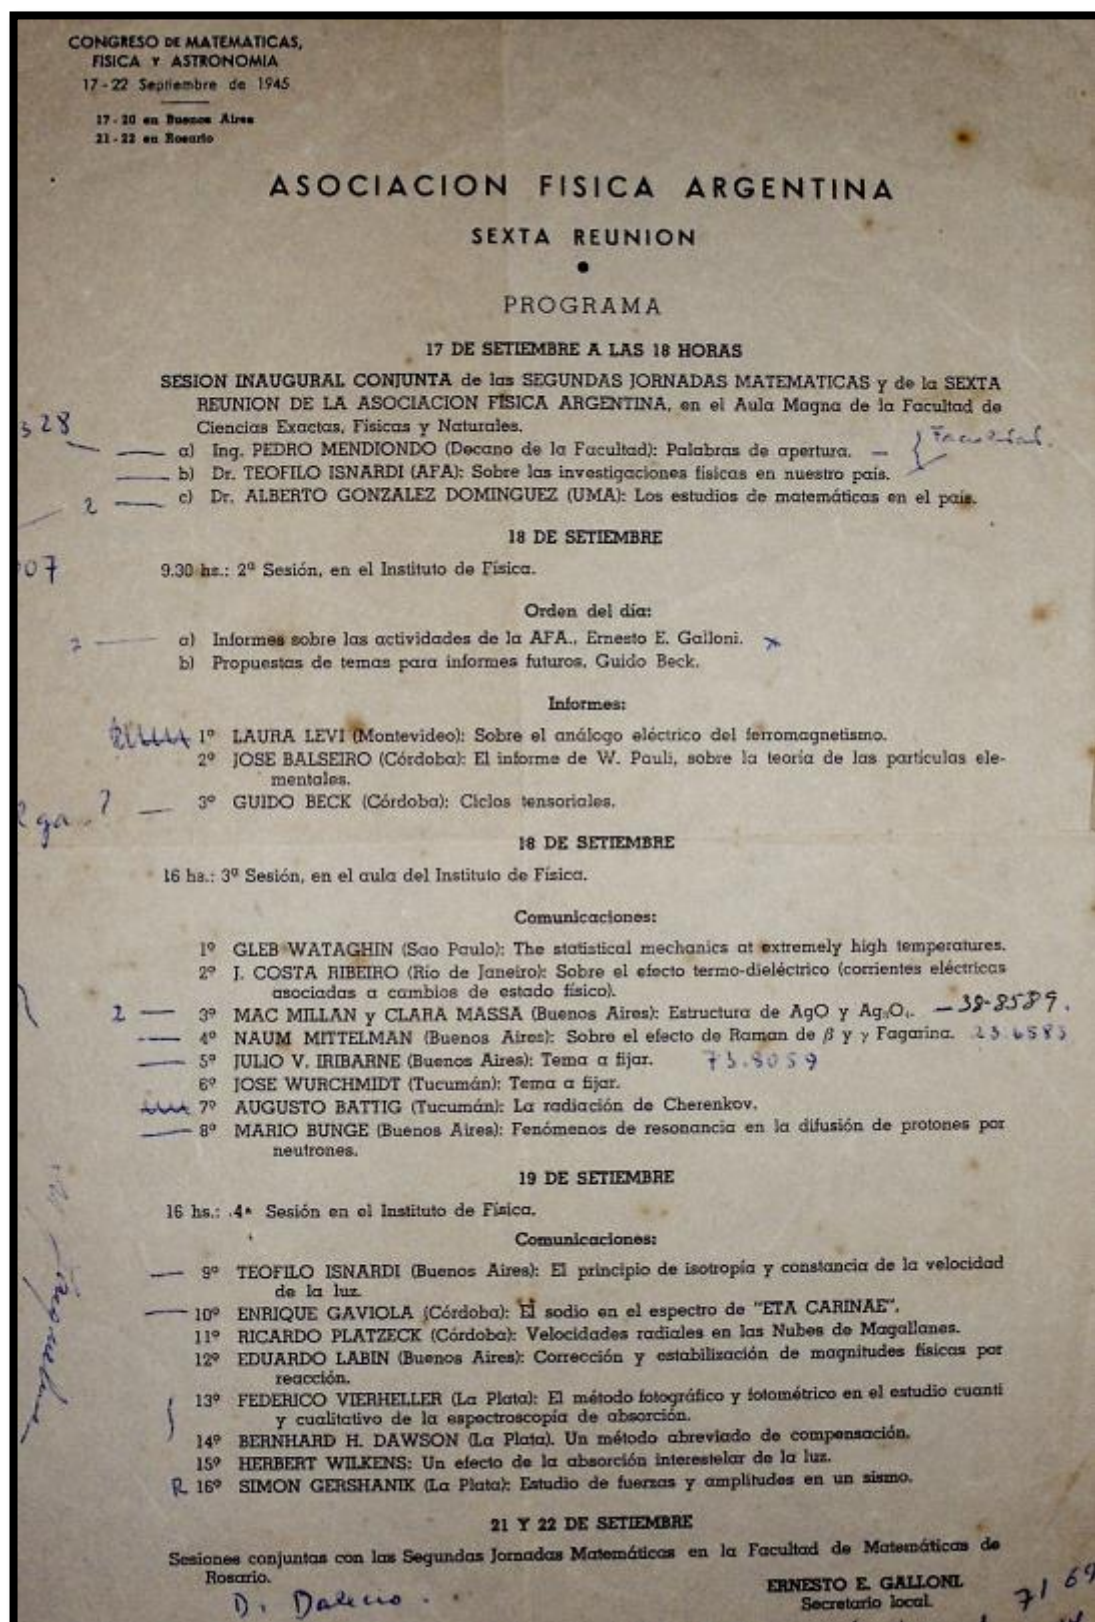 CONGRESO DE MATEMATICAS,
FISICA Y ASTRONOMIA
17-22 Septiembre de 1945
17-20 en Buenos Aires
21-22 en Rosario
ASOCIACION FISICA ARGENTINA
SEXTA REUNION
PROGRAMA
17 DE SETIEMBRE A LAS 18 HORAS
SESION INAUGURAL CONJUNTA de las SEGUNDAS JORNADAS MATEMATICAS y de la SEXTA
REUNION DE LA ASOCIACION FISICA ARGENTINA, en el Aula Magna de la Facultad de
Ciencias Exactas, Físicas y Naturales.
28
a) Ing. PEDRO MENDIONDO (Decano de la Facultad): Palabras de apertura. —
b) Dr. TEOFILO ISNARDI (AFA): Sobre las investigaciones físicas en nuestro país.
2 — c) Dr. ALBERTO GONZALEZ DOMINGUEZ (UMA): Los estudios de matemáticas en el país.
18 DE SETIEMBRE
07
9.30 hs.: 2ª Sesión, en el Instituto de Física.
Orden del día:
a) Informes sobre las actividades de la AFA., Ernesto E. Galloni. x
b) Propuestas de temas para informes futuros, Guido Beck.
Informes:
1º LAURA LEVI (Montevideo): Sobre el análogo eléctrico del ferromagnetismo.
2º JOSE BALSEIRO (Córdoba): El informe de W. Pauli, sobre la teoría de las partículas ele-
mentales.
3º GUIDO BECK (Córdoba): Ciclos tensoriales.
18 DE SETIEMBRE
16 hs.: 3ª Sesión, en el aula del Instituto de Física.
Comunicaciones:
1º GLEB WATAGHIN (Sao Paulo): The statistical mechanics at extremely high temperatures.
2º J. COSTA RIBEIRO (Río de Janeiro): Sobre el efecto termo-dieléctrico (corrientes eléctricas
asociadas a cambios de estado físico).
2 — 3º MAC MILLAN y CLARA MASSA (Buenos Aires): Estructura de AgO y Ag₃O₄. — 38-8589.
4º NAUM MITTELMAN (Buenos Aires): Sobre el efecto de Raman de β y γ Fagarina.
5º JULIO V. IRIBARNE (Buenos Aires): Tema a fijar. 73.8059
6º JOSE WURCHMIDT (Tucumán): Tema a fijar.
7º AUGUSTO BATTIG (Tucumán): La radiación de Cherenkov.
8º MARIO BUNGE (Buenos Aires): Fenómenos de resonancia en la difusión de protones por
neutrones.
19 DE SETIEMBRE
16 hs.: 4ª Sesión en el Instituto de Física.
Comunicaciones:
9º TEOFILO ISNARDI (Buenos Aires): El principio de isotropía y constancia de la velocidad
de la luz.
10º ENRIQUE GAVIOLA (Córdoba): El sodio en el espectro de "ETA CARINAE".
11º RICARDO PLATZECK (Córdoba): Velocidades radiales en las Nubes de Magallanes.
12º EDUARDO LABIN (Buenos Aires): Corrección y estabilización de magnitudes físicas por
reacción.
13º FEDERICO VIERHELLER (La Plata): El método fotográfico y fotométrico en el estudio cuanti
y cualitativo de la espectroscopía de absorción.
14º BERNHARD H. DAWSON (La Plata). Un método abreviado de compensación.
15º HERBERT WILKENS: Un efecto de la absorción interestelar de la luz.
R 16º SIMON GERSHANIK (La Plata): Estudio de fuerzas y amplitudes en un sismo.
21 Y 22 DE SETIEMBRE
Sesiones conjuntas con las Segundas Jornadas Matemáticas en la Facultad de Matemáticas de
Rosario.
ERNESTO E. GALLONI.
Secretario local.